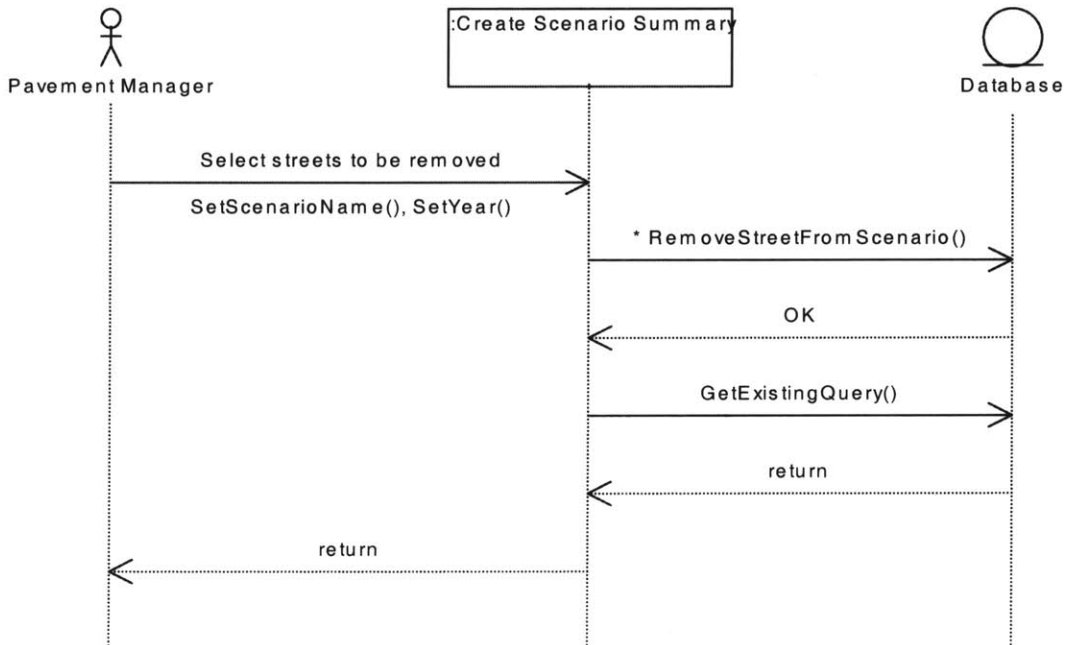 :Create Scenario Summary
Pavement Manager
Database
Select streets to be removed
SetScenarioName(), SetYear()
* RemoveStreetFromScenario()
OK
GetExistingQuery()
return
return